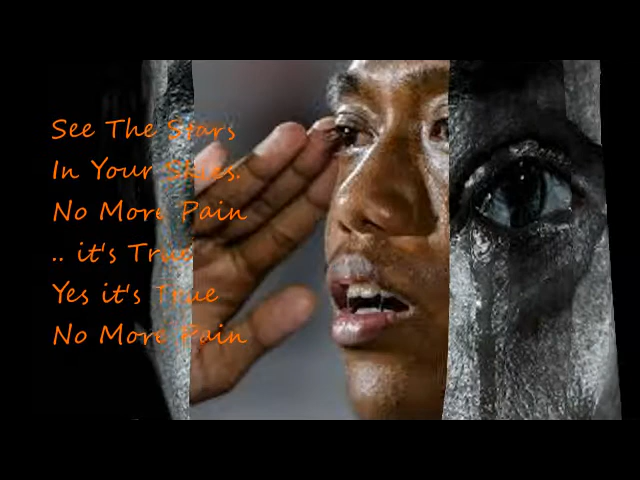 See The Stars
In Your Skies.
No More Pain
.. it's True
Yes it's True
No More Pain